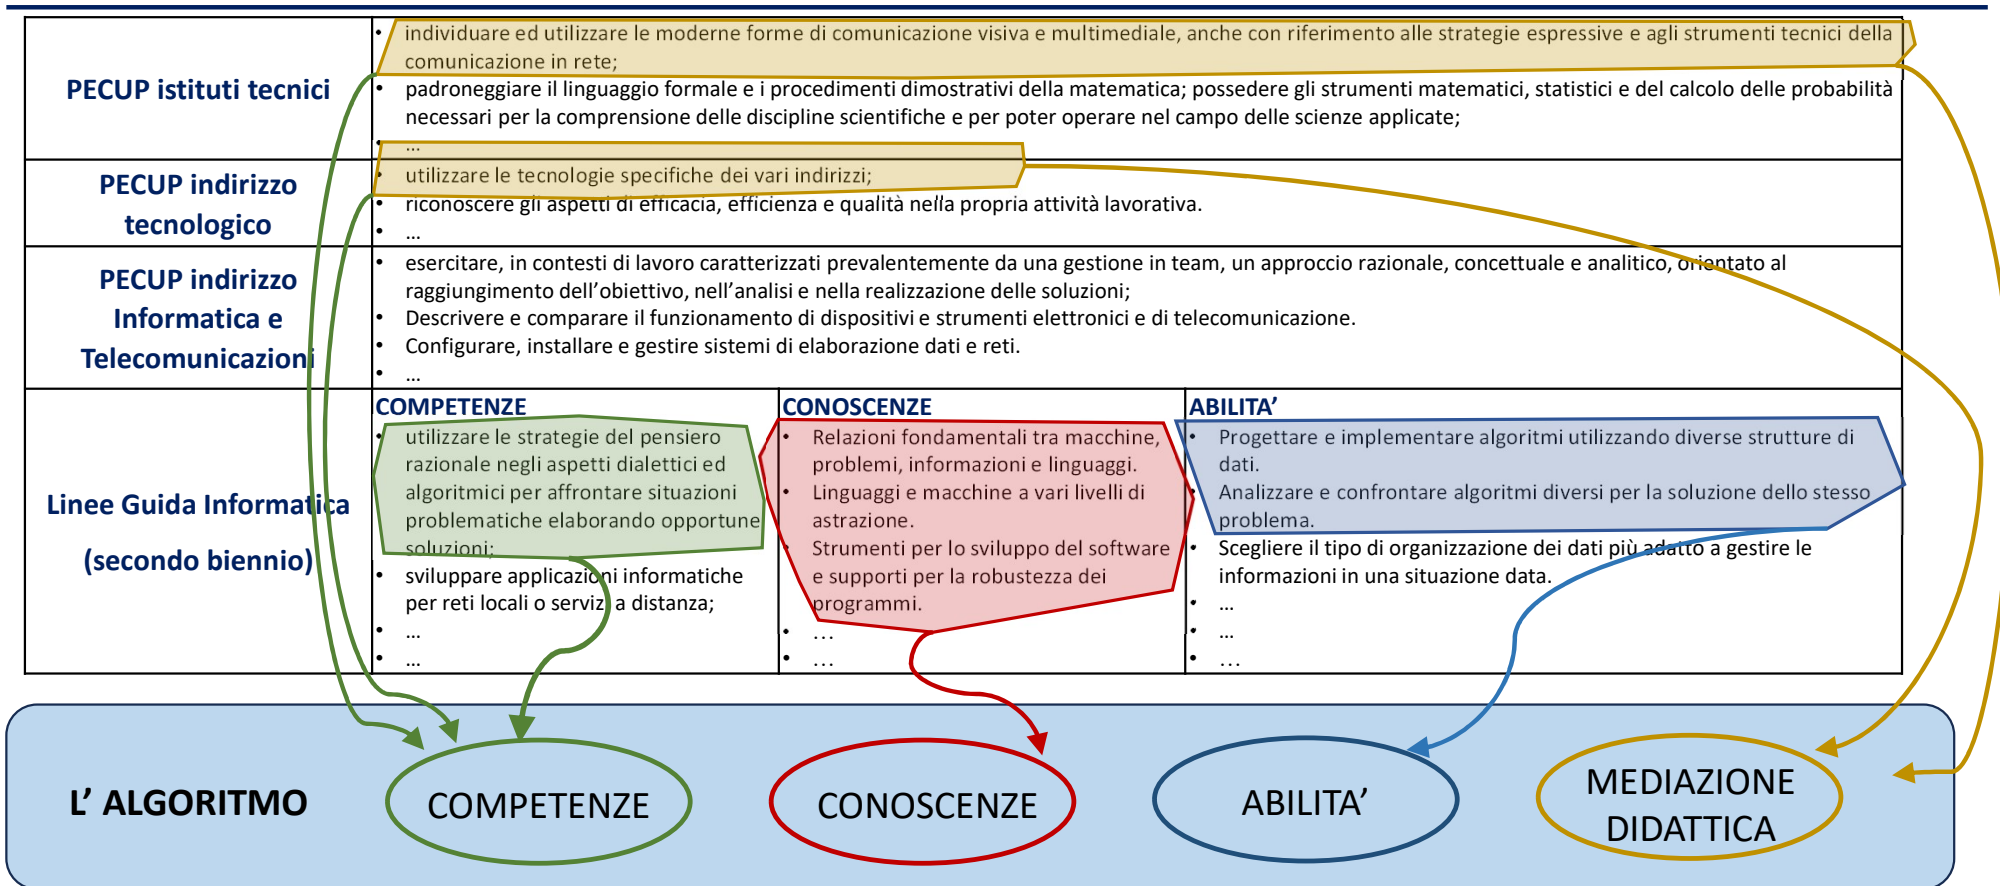 PECUP istituti tecnici
• individuare ed utilizzare le moderne forme di comunicazione visiva e multimediale, anche con riferimento alle strategie espressive e agli strumenti tecnici della
comunicazione in rete;
• padroneggiare il linguaggio formale e i procedimenti dimostrativi della matematica; possedere gli strumenti matematici, statistici e del calcolo delle probabilità
necessari per la comprensione delle discipline scientifiche e per poter operare nel campo delle scienze applicate;
• ...
PECUP indirizzo
tecnologico
• utilizzare le tecnologie specifiche dei vari indirizzi;
• riconoscere gli aspetti di efficacia, efficienza e qualità nella propria attività lavorativa.
• ...
PECUP indirizzo
Informatica e
Telecomunicazioni
• esercitare, in contesti di lavoro caratterizzati prevalentemente da una gestione in team, un approccio razionale, concettuale e analitico, orientato al
raggiungimento dell'obiettivo, nell'analisi e nella realizzazione delle soluzioni;
• Descrivere e comparare il funzionamento di dispositivi e strumenti elettronici e di telecomunicazione.
• Configurare, installare e gestire sistemi di elaborazione dati e reti.
• ...
Linee Guida Informatica
(secondo biennio)
COMPETENZE
• utilizzare le strategie del pensiero
razionale negli aspetti dialettici ed
algoritmici per affrontare situazioni
problematiche elaborando opportune
soluzioni;
• sviluppare applicazioni informatiche
per reti locali o servizi a distanza;
• ...
• ...
CONOSCENZE
• Relazioni fondamentali tra macchine,
problemi, informazioni e linguaggi.
• Linguaggi e macchine a vari livelli di
astrazione.
• Strumenti per lo sviluppo del software
e supporti per la robustezza dei
programmi.
• ...
• ...
ABILITA'
• Progettare e implementare algoritmi utilizzando diverse strutture di
dati.
• Analizzare e confrontare algoritmi diversi per la soluzione dello stesso
problema.
• Scegliere il tipo di organizzazione dei dati più adatto a gestire le
informazioni in una situazione data.
• ...
• ...
• ...
L' ALGORITMO
COMPETENZE
CONOSCENZE
ABILITA'
MEDIAZIONE
DIDATTICA